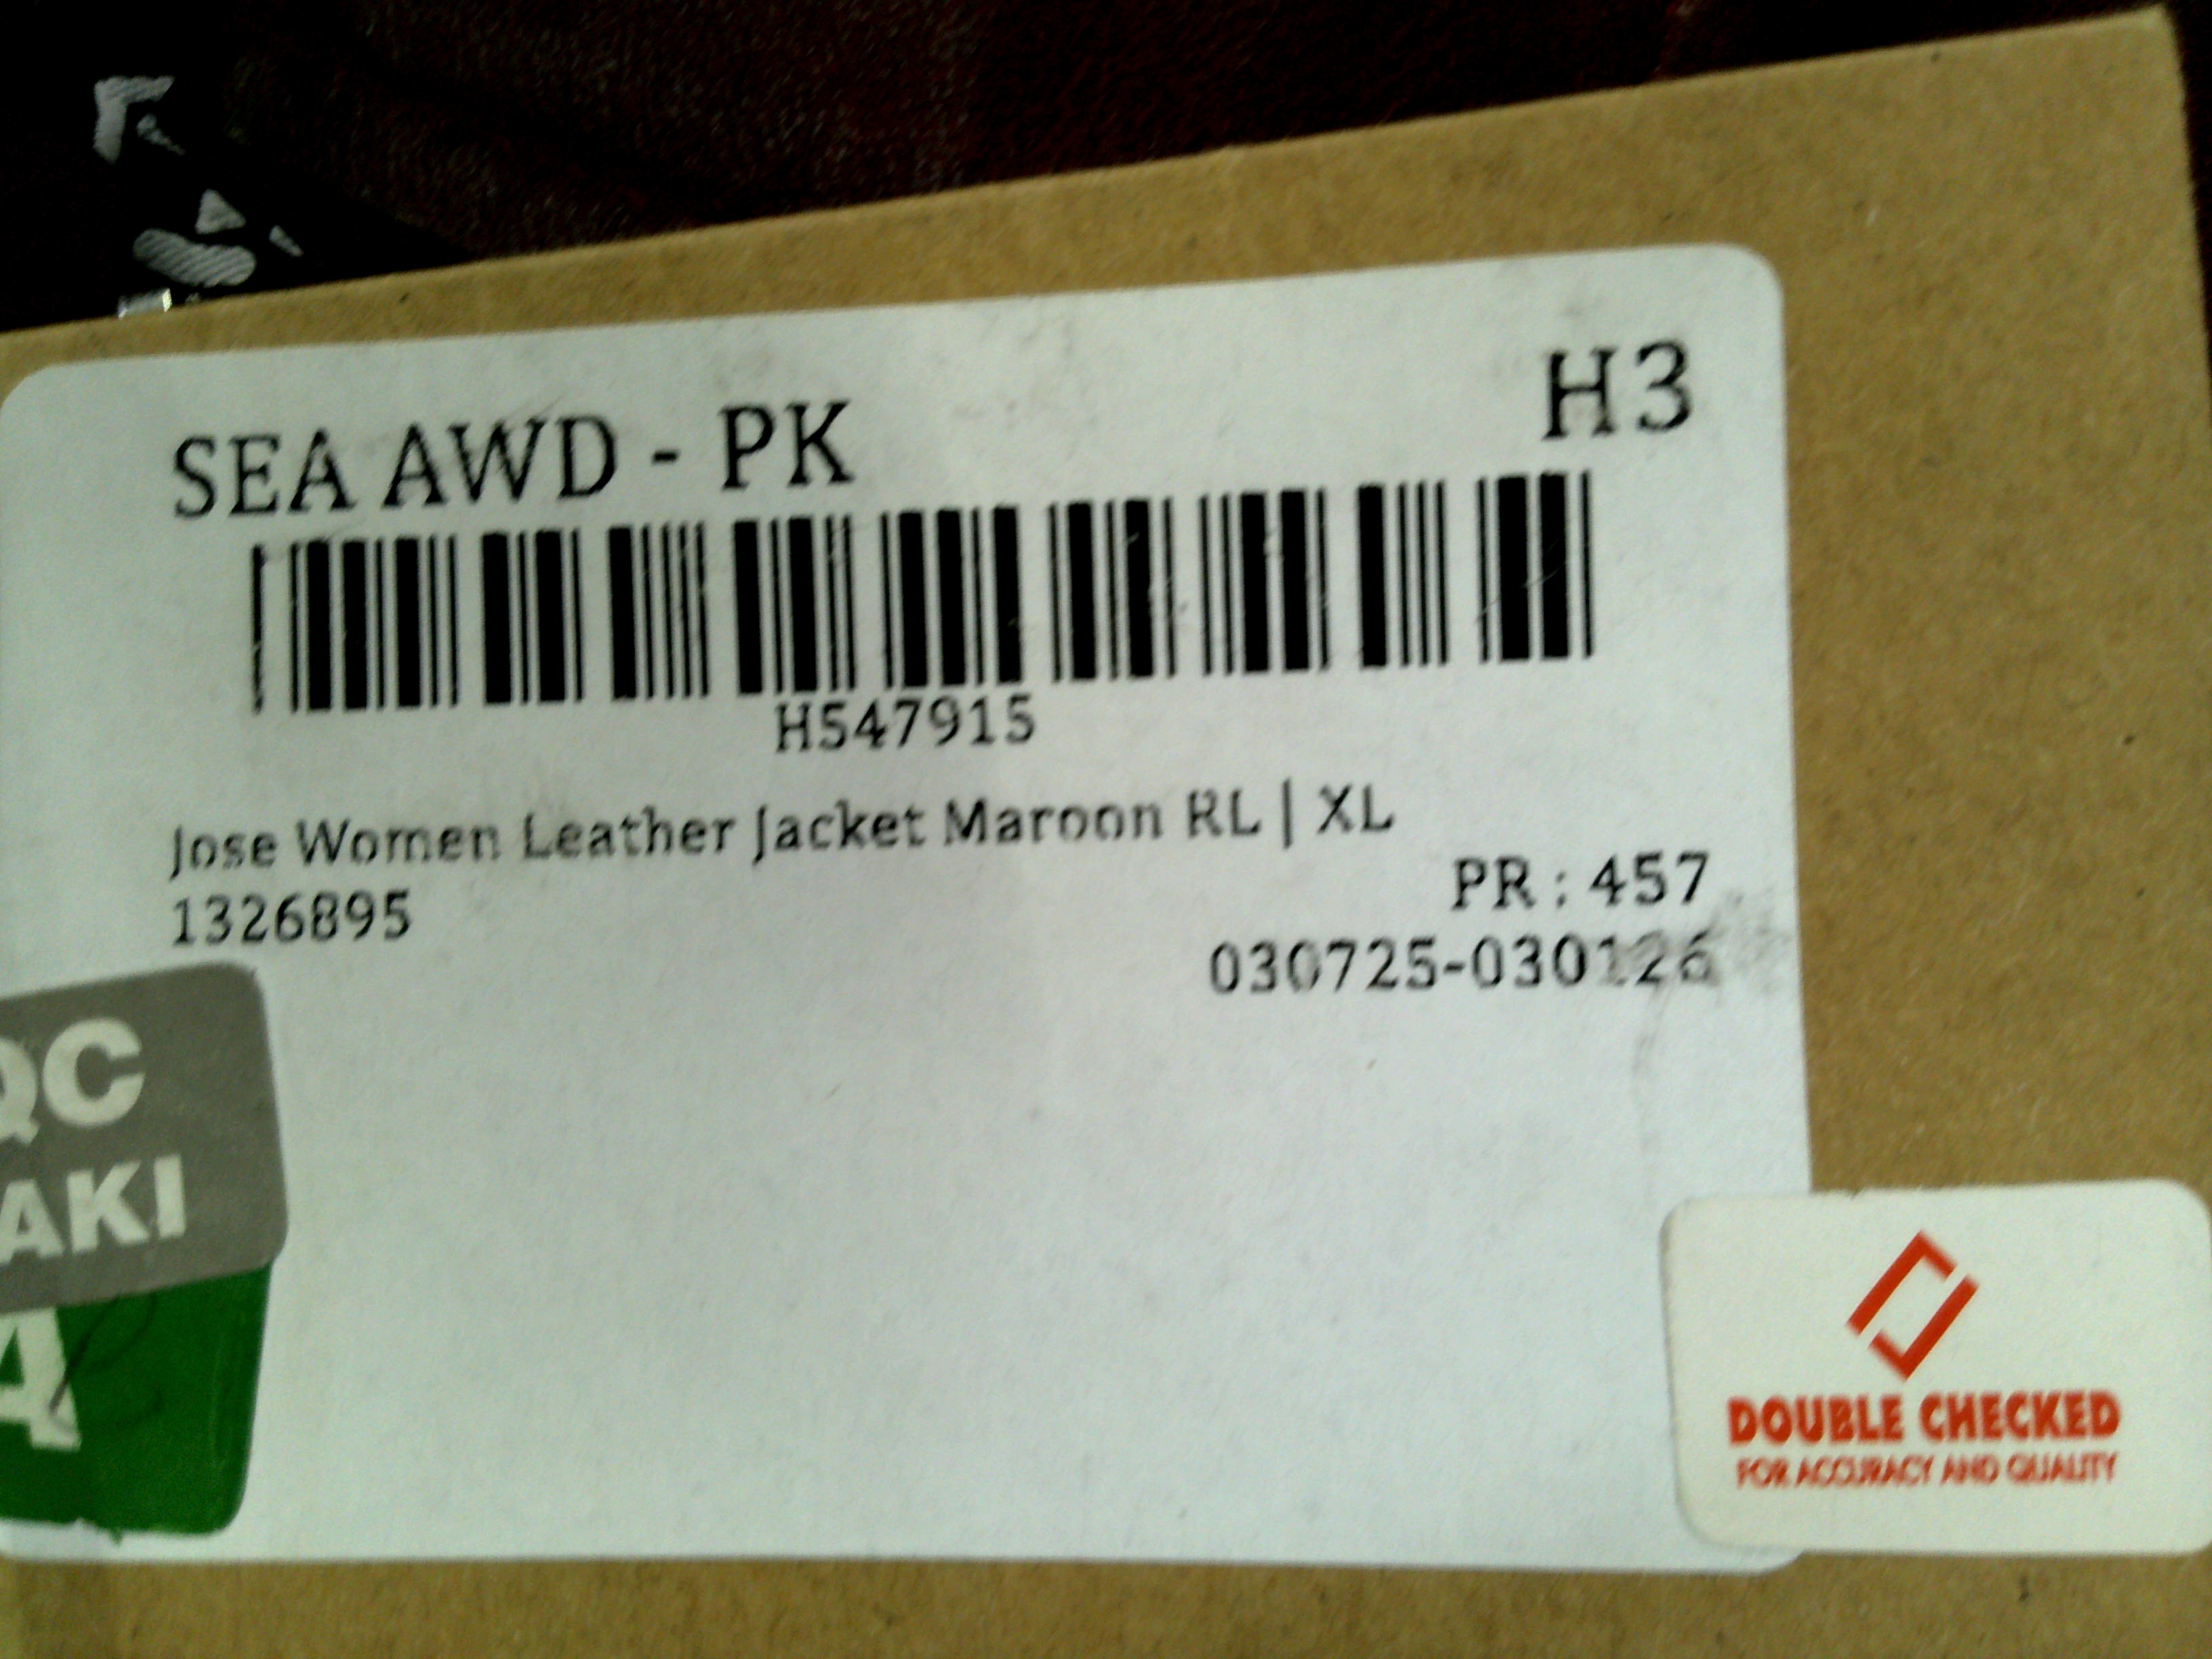 SEA AWD - PK
H3
H547915
Jose Women Leather Jacket Maroon RL | XL
1326895
PR : 457
030725-030126
QC
AKI
A
DOUBLE CHECKED
FOR ACCURACY AND QUALITY